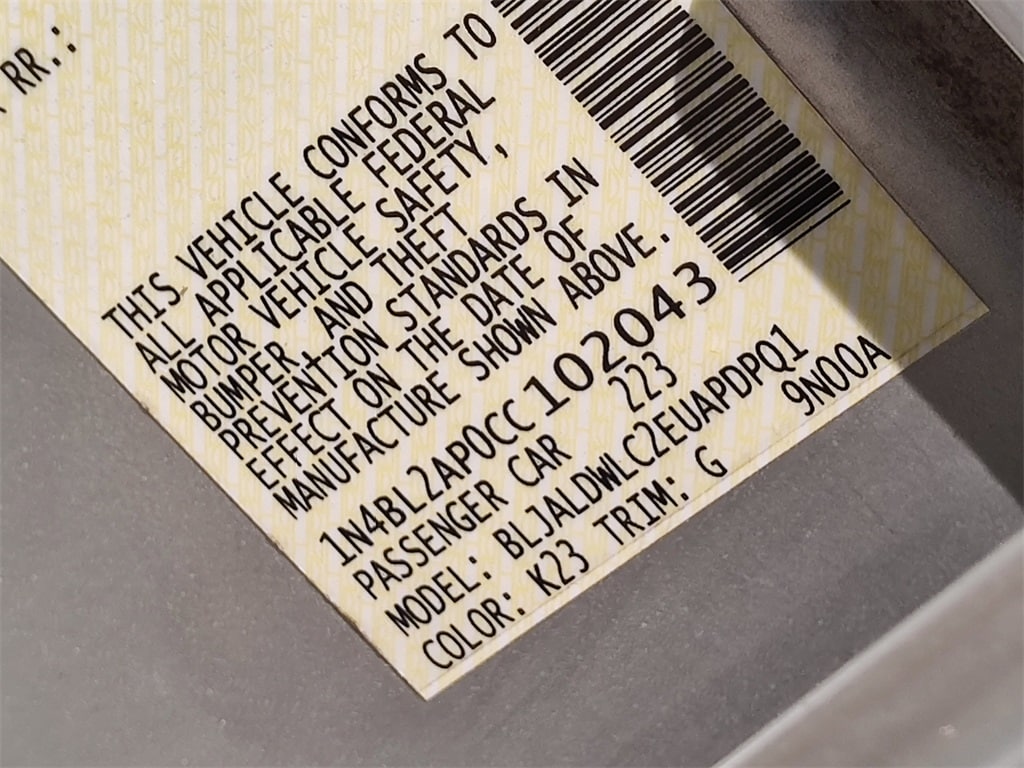 RR.:
THIS VEHICLE CONFORMS TO
ALL APPLICABLE FEDERAL
MOTOR VEHICLE SAFETY,
BUMPER, AND THEFT
PREVENTION STANDARDS IN
EFFECT ON THE DATE OF
MANUFACTURE SHOWN ABOVE.
1N4BL2AP0CC102043
PASSENGER CAR 223
MODEL: BLJALDWLC2EUAPDPQ1
COLOR: K23 TRIM: G 9N00A